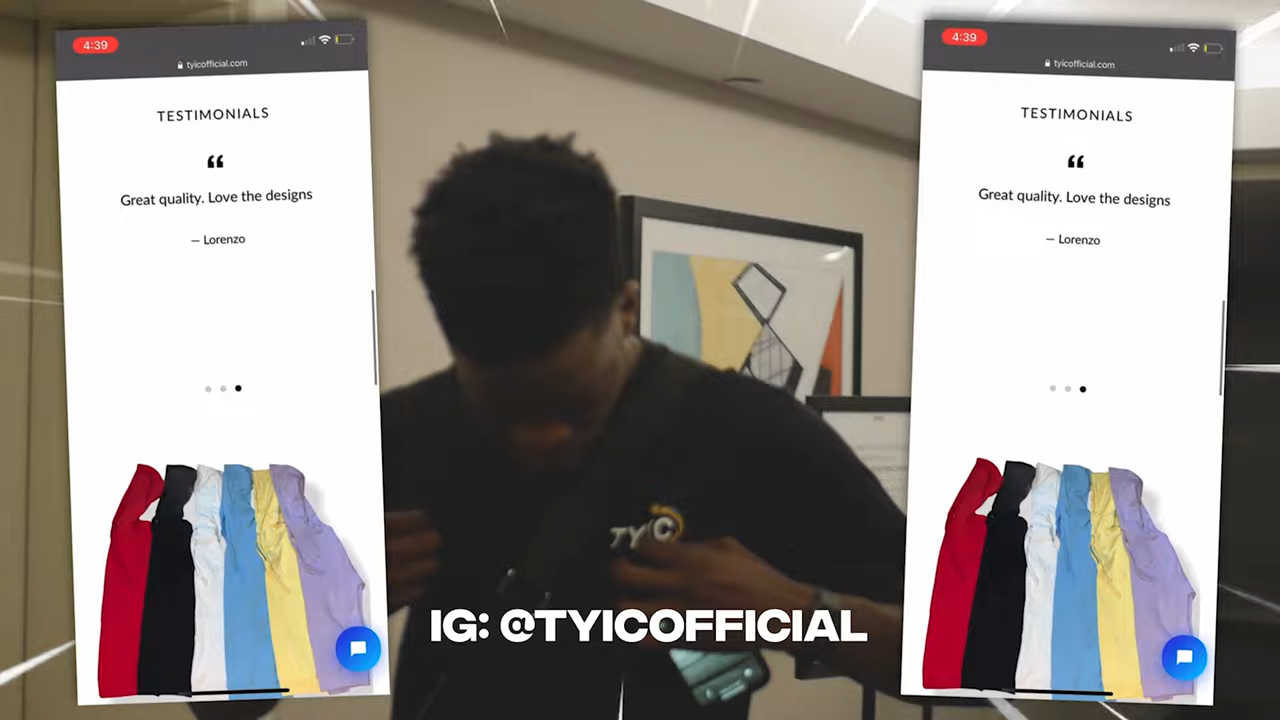 4:39
tyicofficial.com
TESTIMONIALS
“
Great quality. Love the designs
— Lorenzo
4:39
tyicofficial.com
TESTIMONIALS
“
Great quality. Love the designs
— Lorenzo
TYIC
IG: @TYICOFFICIAL